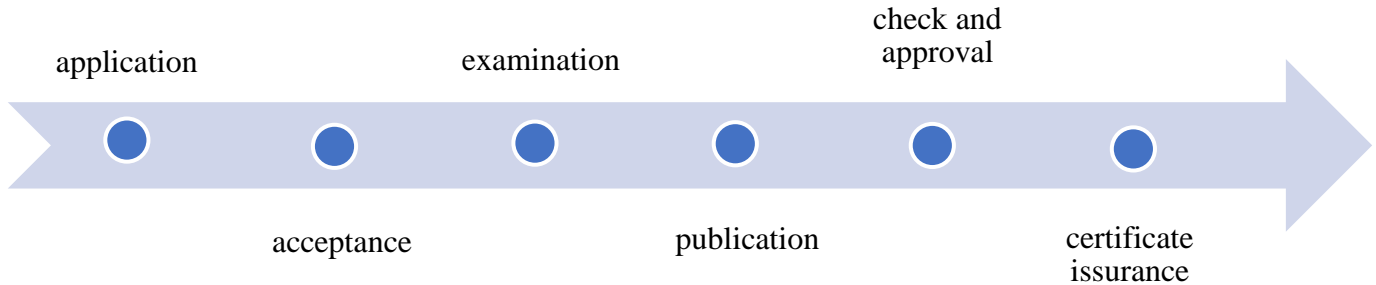 application
acceptance
examination
publication
check and
approval
certificate
issurance